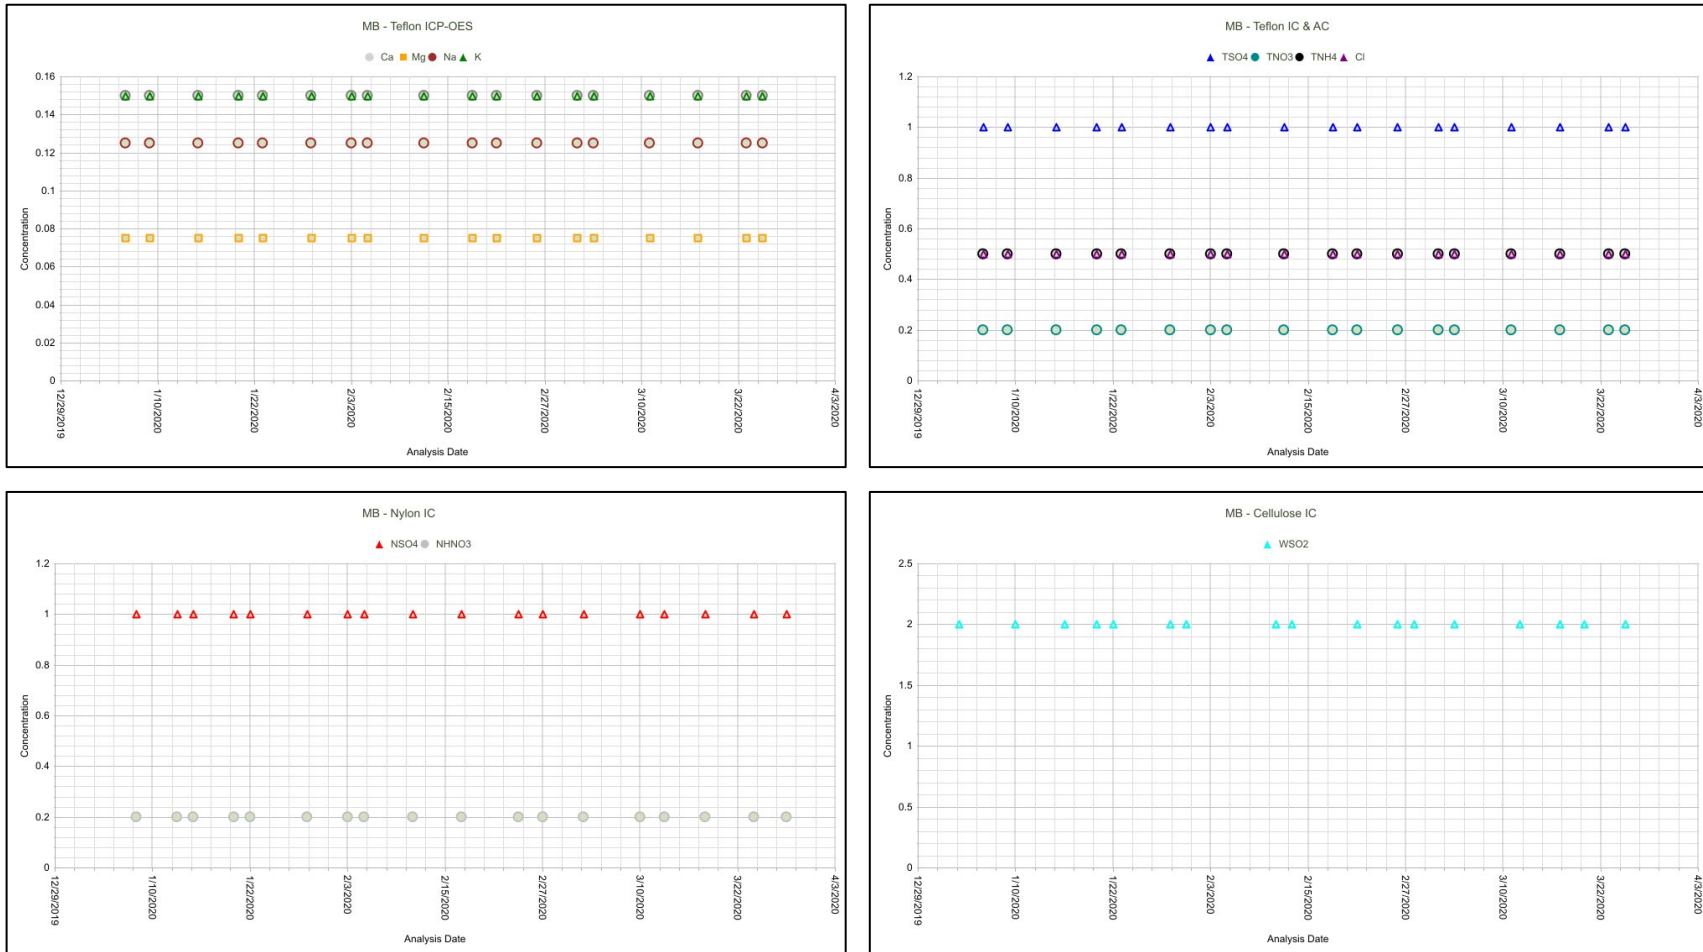 MB - Teflon ICP-OES
Ca Mg Na K
0.16
0.14
0.12
0.1
0.08
0.06
0.04
0.02
0
Concentration
12/29/2019 1/10/2020 1/22/2020 2/3/2020 2/15/2020 2/27/2020 3/10/2020 3/22/2020 4/3/2020
Analysis Date
MB - Teflon IC & AC
TSO4 TNO3 TNH4 Cl
1.2
1
0.8
0.6
0.4
0.2
0
Concentration
12/29/2019 1/10/2020 1/22/2020 2/3/2020 2/15/2020 2/27/2020 3/10/2020 3/22/2020 4/3/2020
Analysis Date
MB - Nylon IC
NSO4 NHNO3
1.2
1
0.8
0.6
0.4
0.2
0
Concentration
12/29/2019 1/10/2020 1/22/2020 2/3/2020 2/15/2020 2/27/2020 3/10/2020 3/22/2020 4/3/2020
Analysis Date
MB - Cellulose IC
WSO2
2.5
2
1.5
1
0.5
0
Concentration
12/29/2019 1/10/2020 1/22/2020 2/3/2020 2/15/2020 2/27/2020 3/10/2020 3/22/2020 4/3/2020
Analysis Date